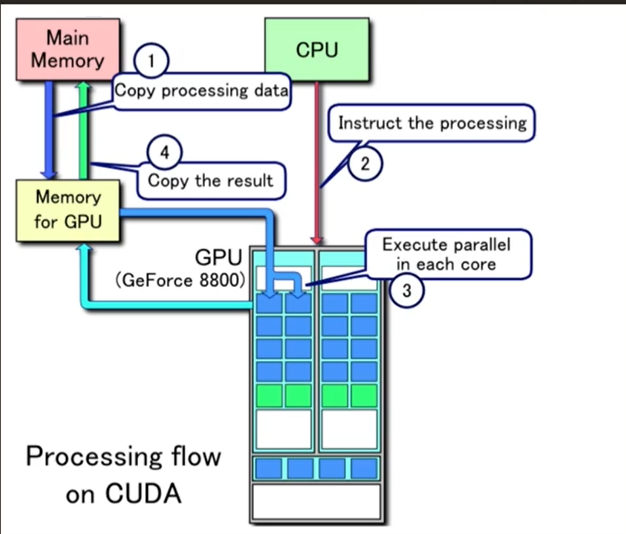 Main
Memory
CPU
1
Copy processing data
Instruct the processing
2
4
Copy the result
Memory
for GPU
GPU
(GeForce 8800)
Execute parallel
in each core
3
Processing flow
on CUDA